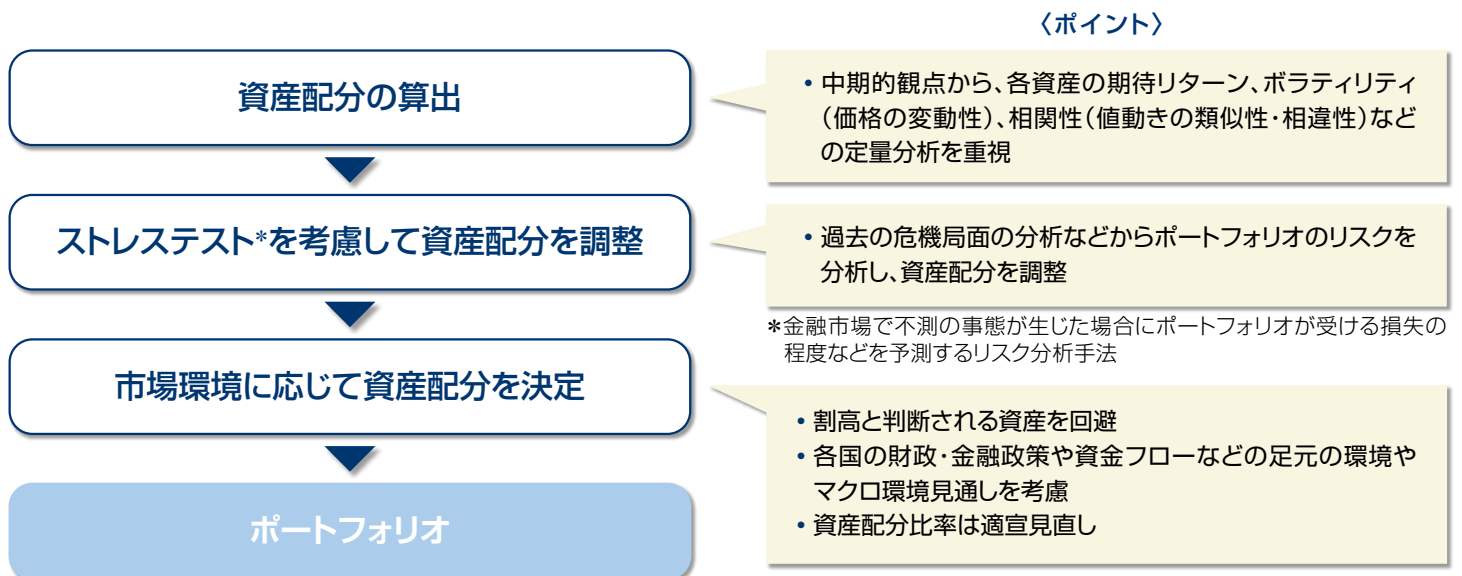 〈ポイント〉
資産配分の算出
• 中期的観点から、各資産の期待リターン、ボラティリティ
（価格の変動性）、相関性（値動きの類似性・相違性）など
の定量分析を重視
ストレステスト*を考慮して資産配分を調整
• 過去の危機局面の分析などからポートフォリオのリスクを
分析し、資産配分を調整
*金融市場で不測の事態が生じた場合にポートフォリオが受ける損失の
程度などを予測するリスク分析手法
市場環境に応じて資産配分を決定
• 割高と判断される資産を回避
• 各国の財政・金融政策や資金フローなどの足元の環境や
マクロ環境見通しを考慮
• 資産配分比率は適宜見直し
ポートフォリオ